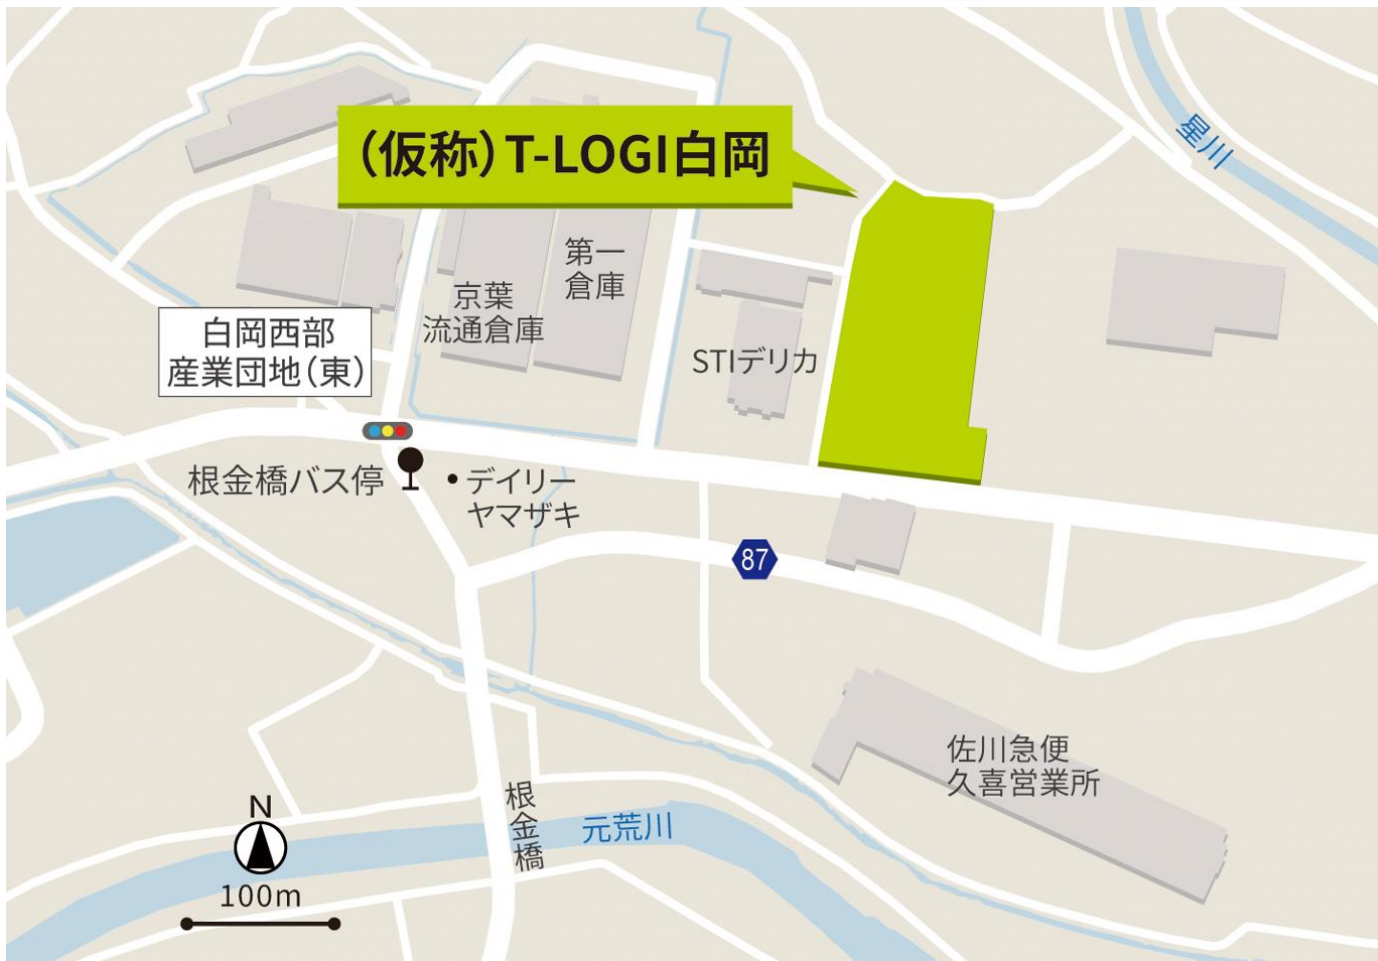 (仮称)T-LOGI白岡
星川
第一
倉庫
京葉
流通倉庫
白岡西部
産業団地(東)
STIデリカ
根金橋バス停
・デイリー
ヤマザキ
87
佐川急便
久喜営業所
根金橋
元荒川
N
100m